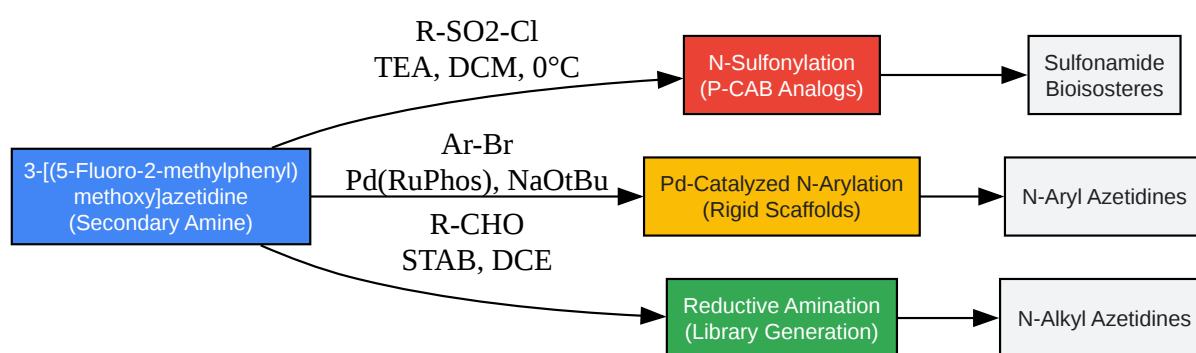 R-SO2-Cl
TEA, DCM, 0°C
N-Sulfonylation
(P-CAB Analogs)
Sulfonamide
Bioisosteres
3-[(5-Fluoro-2-methylphenyl)
methoxy]azetidine
(Secondary Amine)
Ar-Br
Pd(RuPhos), NaOtBu
Pd-Catalyzed N-Arylation
(Rigid Scaffolds)
N-Aryl Azetidines
R-CHO
STAB, DCE
Reductive Amination
(Library Generation)
N-Alkyl Azetidines